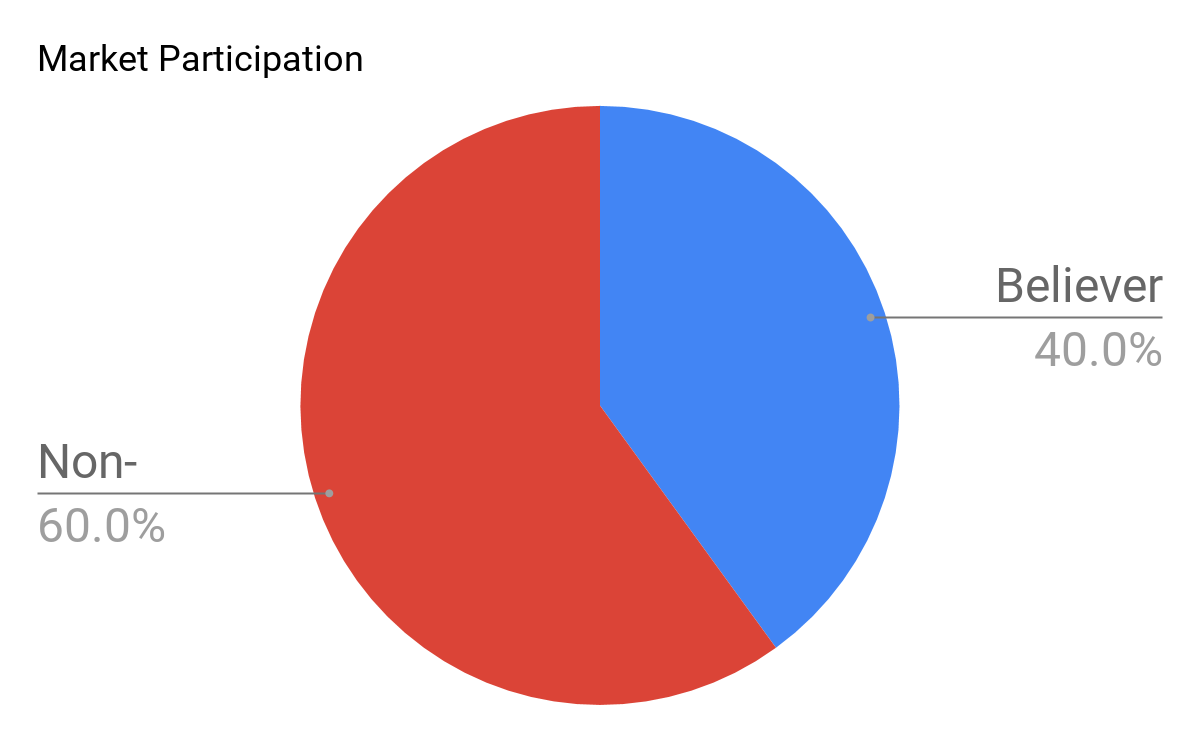 Market Participation
Believer
40.0%
Non-
60.0%